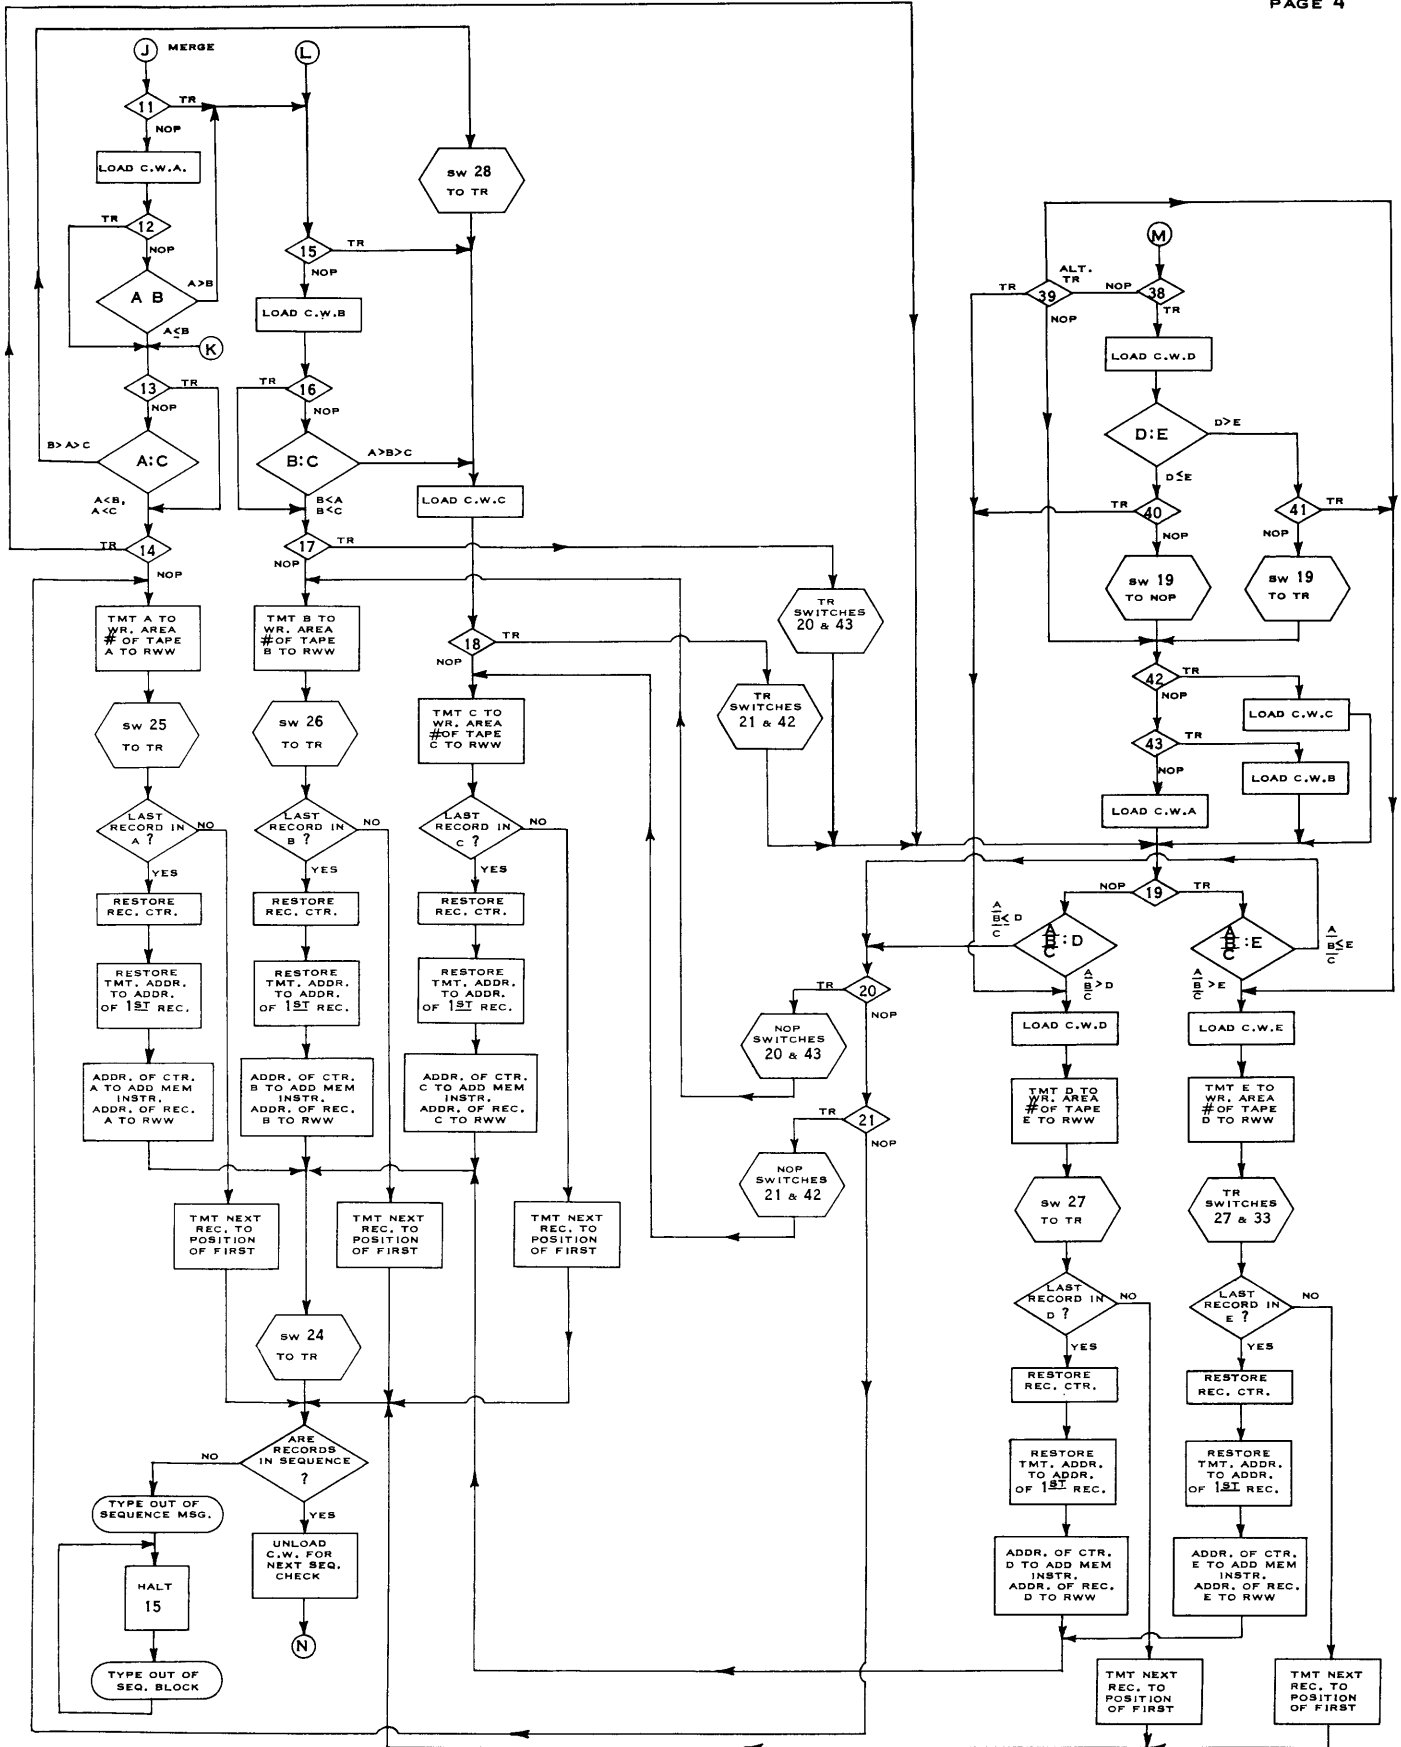 PAGE 4
J
MERGE
11
TR
NOP
LOAD C.W.A.
TR
12
NOP
A B
A>B
A≤B
K
13
TR
NOP
B>A>C
A:C
A<B,
A<C
TR
14
NOP
TMT A TO
WR. AREA
# OF TAPE
A TO RWW
SW 25
TO TR
LAST
RECORD IN
A ?
NO
YES
RESTORE
REC. CTR.
RESTORE
TMT. ADDR.
TO ADDR.
OF 1ST REC.
ADDR. OF CTR.
A TO ADD MEM
INSTR.
ADDR. OF REC.
A TO RWW
TMT NEXT
REC. TO
POSITION
OF FIRST
L
15
TR
NOP
LOAD C.W.B
TR
16
NOP
B:C
A>B>C
B<A
B<C
17
TR
NOP
TMT B TO
WR. AREA
# OF TAPE
B TO RWW
SW 26
TO TR
LAST
RECORD IN
B ?
NO
YES
RESTORE
REC. CTR.
RESTORE
TMT. ADDR.
TO ADDR.
OF 1ST REC.
ADDR. OF CTR.
B TO ADD MEM
INSTR.
ADDR. OF REC.
B TO RWW
TMT NEXT
REC. TO
POSITION
OF FIRST
SW 24
TO TR
ARE
RECORDS
IN SEQUENCE
?
NO
YES
TYPE OUT OF
SEQUENCE MSG.
HALT
15
TYPE OUT OF
SEQ. BLOCK
UNLOAD
C.W. FOR
NEXT SEQ.
CHECK
N
SW 28
TO TR
LOAD C.W.C
18
TR
NOP
TMT C TO
WR. AREA
#OF TAPE
C TO RWW
LAST
RECORD IN
C ?
NO
YES
RESTORE
REC. CTR.
RESTORE
TMT. ADDR.
TO ADDR.
OF 1ST REC.
ADDR. OF CTR.
C TO ADD MEM
INSTR.
ADDR. OF REC.
C TO RWW
TMT NEXT
REC. TO
POSITION
OF FIRST
TR
SWITCHES
20 & 43
TR
SWITCHES
21 & 42
TR
20
NOP
NOP
SWITCHES
20 & 43
TR
21
NOP
NOP
SWITCHES
21 & 42
M
TR
39
ALT.
TR
NOP
NOP
38
TR
LOAD C.W.D
D:E
D>E
D≤E
TR
40
NOP
41
TR
NOP
SW 19
TO NOP
SW 19
TO TR
42
TR
NOP
LOAD C.W.C
43
TR
NOP
LOAD C.W.B
LOAD C.W.A
NOP
19
TR
A
B≤ D
C
A
B : D
C
A
B >D
C
A
B : E
C
A
B≤E
C
A
B >E
C
LOAD C.W.D
TMT D TO
WR. AREA
#OF TAPE
E TO RWW
SW 27
TO TR
LAST
RECORD IN
D ?
NO
YES
RESTORE
REC. CTR.
RESTORE
TMT. ADDR.
TO ADDR.
OF 1ST REC.
ADDR. OF CTR.
D TO ADD MEM
INSTR.
ADDR. OF REC.
D TO RWW
TMT NEXT
REC. TO
POSITION
OF FIRST
LOAD C.W.E
TMT E TO
WR. AREA
# OF TAPE
D TO RWW
TR
SWITCHES
27 & 33
LAST
RECORD IN
E ?
NO
YES
RESTORE
REC. CTR.
RESTORE
TMT. ADDR.
TO ADDR.
OF 1ST REC.
ADDR. OF CTR.
E TO ADD MEM
INSTR.
ADDR. OF REC.
E TO RWW
TMT NEXT
REC. TO
POSITION
OF FIRST